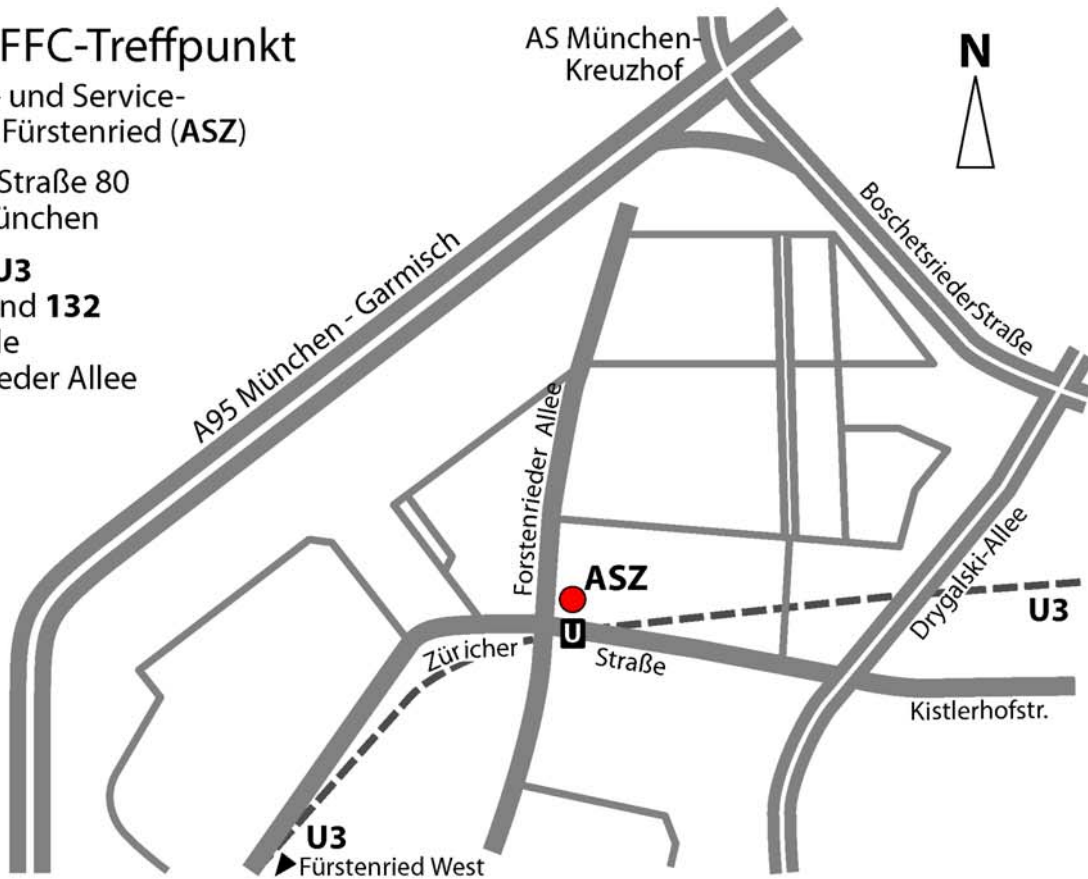 FFC-Treffpunkt
und Service-
Fürstenried (ASZ)
Straße 80
ünchen
U3
nd 132
le
eder Allee
AS München-
Kreuzhof
N
A95 München - Garmisch
Boschetsrieder Straße
Forstenrieder Allee
ASZ
U
Züricher Straße
Drygalski-Allee
U3
Kistlerhofstr.
U3
Fürstenried West